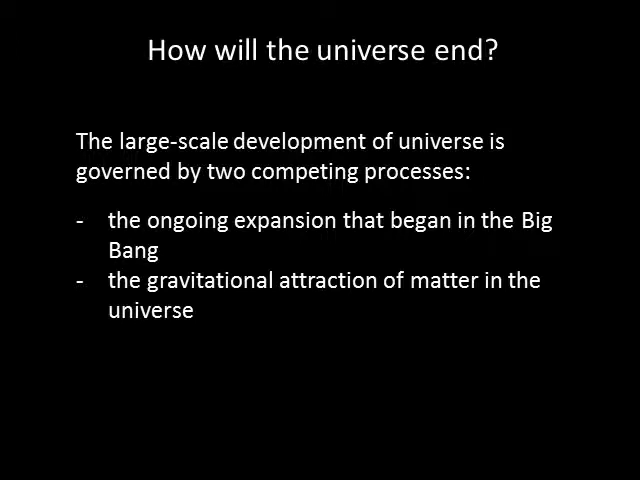 How will the universe end?
The large-scale development of universe is
governed by two competing processes:
- the ongoing expansion that began in the Big
Bang
- the gravitational attraction of matter in the
universe